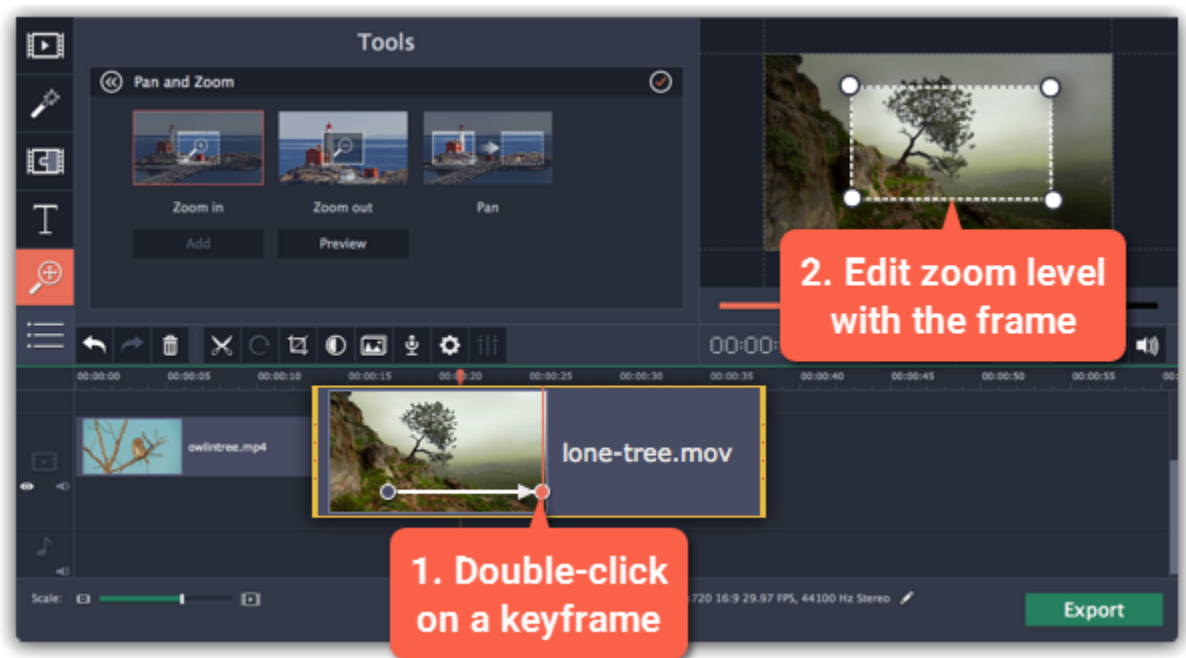 Tools
Pan and Zoom
Zoom in
Zoom out
Pan
Add
Preview
2. Edit zoom level
with the frame
00:00:
00:00:00 00:00:05 00:00:10 00:00:15 00:00:20 00:00:25 00:00:30 00:00:35 00:00:40 00:00:45 00:00:50 00:00:55 00:
owlintree.mp4
lone-tree.mov
1. Double-click
on a keyframe
Scale:
720 16:9 29.97 FPS, 44100 Hz Stereo
Export